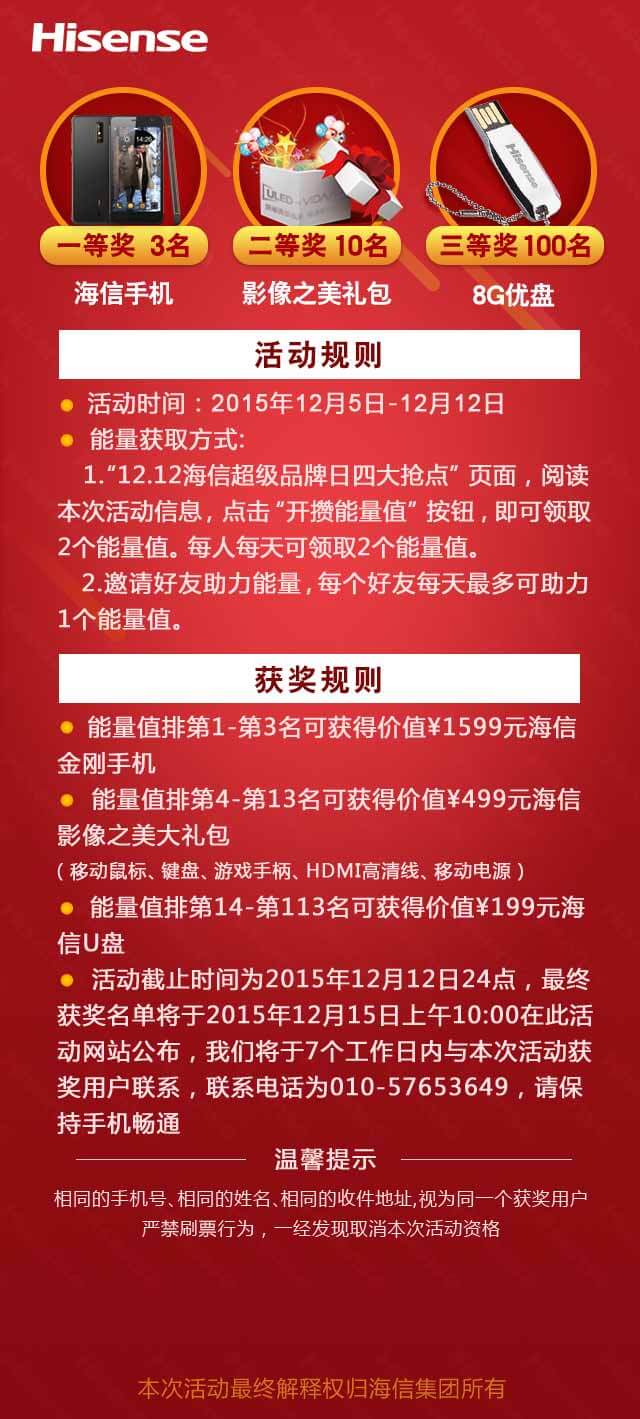 Hisense
ULED VIDAA
Hisense
一等奖 3名
二等奖 10名
三等奖 100名
海信手机
影像之美礼包
8G优盘
活动规则
活动时间：2015年12月5日-12月12日
能量获取方式:
1.“12.12海信超级品牌日四大抢点”页面，阅读
本次活动信息，点击“开攒能量值”按钮，即可领取
2个能量值。每人每天可领取2个能量值。
2.邀请好友助力能量，每个好友每天最多可助力
1个能量值。
获奖规则
能量值排第1-第3名可获得价值¥1599元海信
金刚手机
能量值排第4-第13名可获得价值¥499元海信
影像之美大礼包
（移动鼠标、键盘、游戏手柄、HDMI高清线、移动电源）
能量值排第14-第113名可获得价值¥199元海
信U盘
活动截止时间为2015年12月12日24点，最终
获奖名单将于2015年12月15日上午10:00在此活
动网站公布，我们将于7个工作日内与本次活动获
奖用户联系，联系电话为010-57653649，请保
持手机畅通
温馨提示
相同的手机号、相同的姓名、相同的收件地址,视为同一个获奖用户
严禁刷票行为，一经发现取消本次活动资格
本次活动最终解释权归海信集团所有